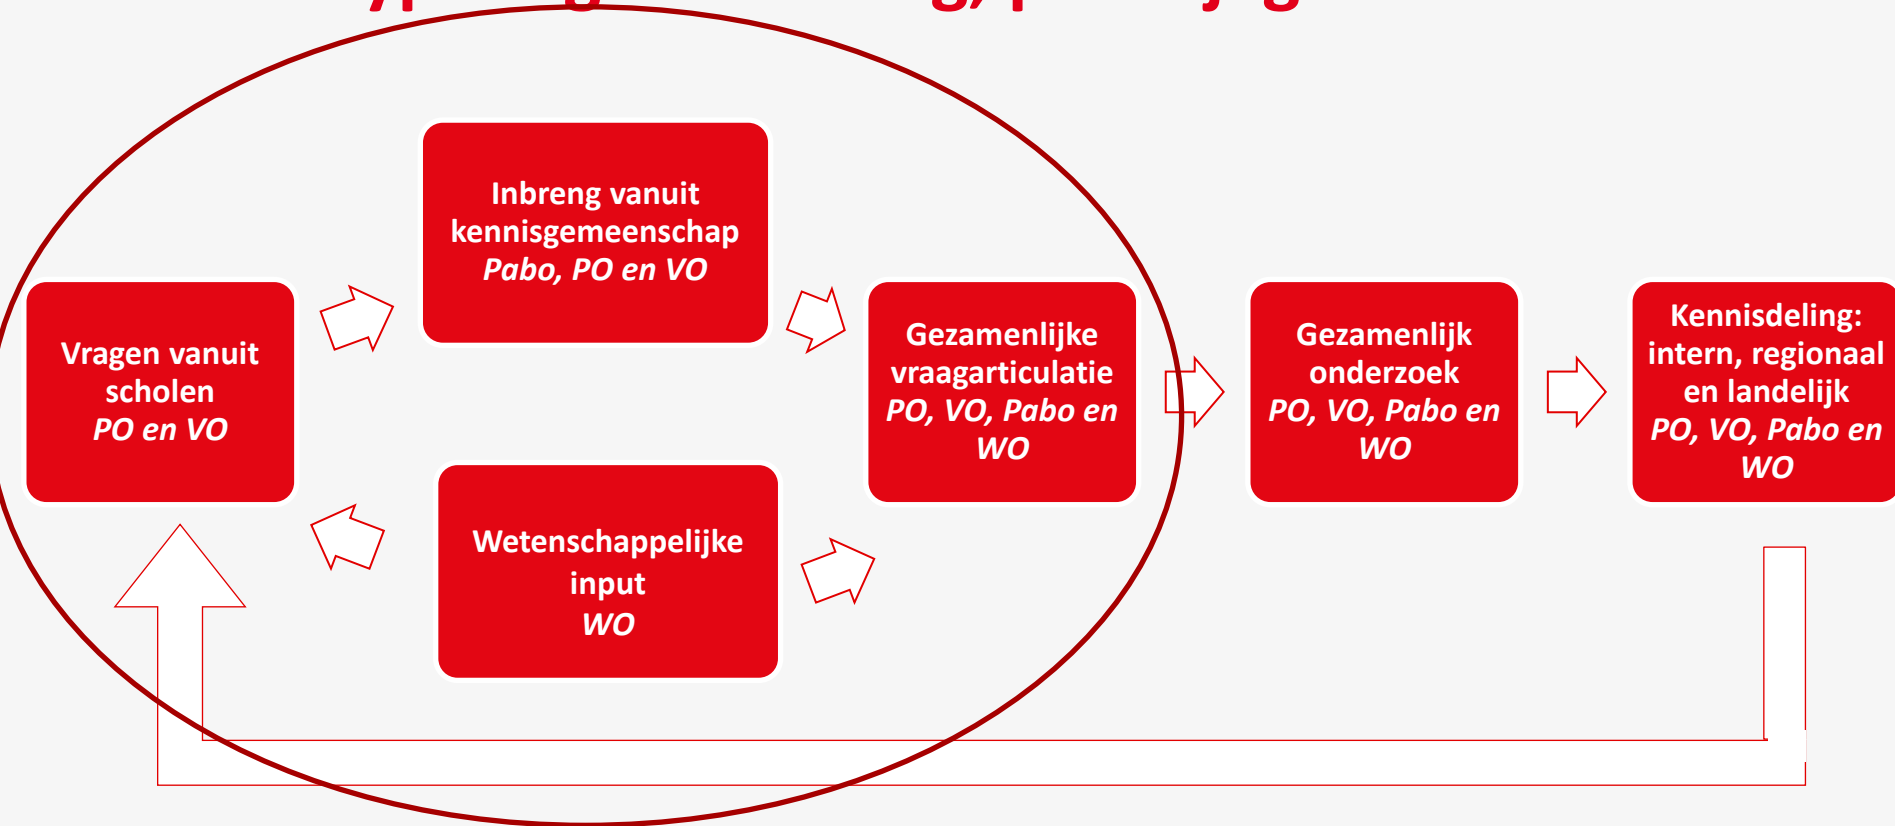 Vragen vanuit
scholen
PO en VO
Inbreng vanuit
kennisgemeenschap
Pabo, PO en VO
Wetenschappelijke
input
WO
Gezamenlijke
vraagarticulatie
PO, VO, Pabo en
WO
Gezamenlijk
onderzoek
PO, VO, Pabo en
WO
Kennisdeling:
intern, regionaal
en landelijk
PO, VO, Pabo en
WO